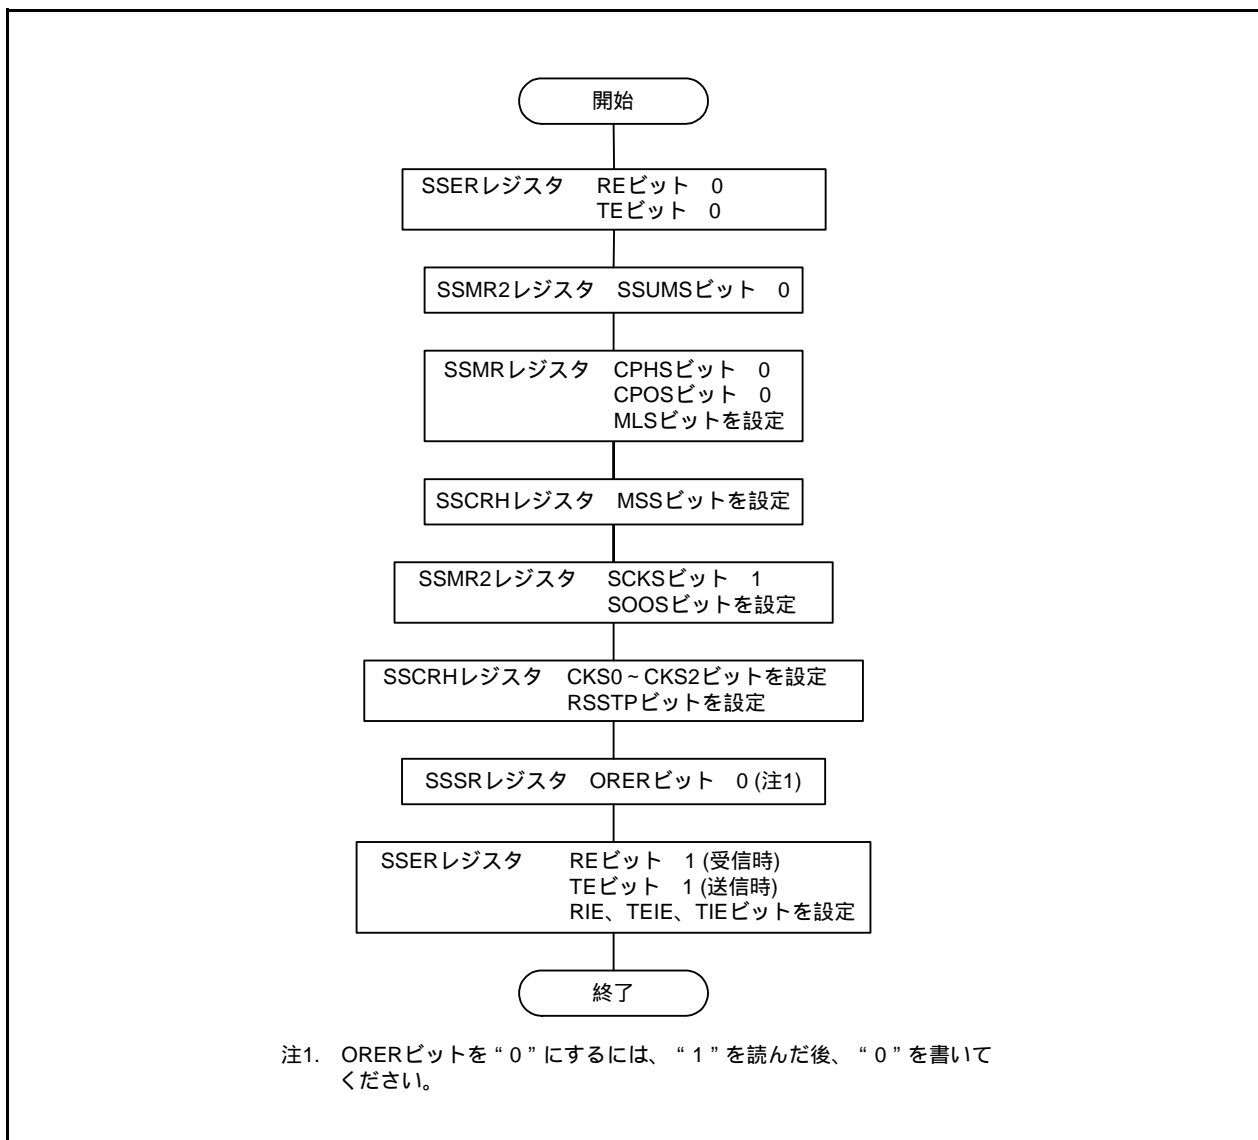 開始
SSERレジスタ REビット 0
TEビット 0
SSMR2レジスタ SSUMSビット 0
SSMRレジスタ CPHSビット 0
CPOSビット 0
MLSビットを設定
SSCRHレジスタ MSSビットを設定
SSMR2レジスタ SCKSビット 1
SOOSビットを設定
SSCRHレジスタ CKS0~CKS2ビットを設定
RSSTPビットを設定
SSSRレジスタ ORERビット 0 (注1)
SSERレジスタ REビット 1 (受信時)
TEビット 1 (送信時)
RIE、TEIE、TIEビットを設定
終了
注1. ORERビットを“0”にするには、“1”を読んだ後、“0”を書いて
ください。